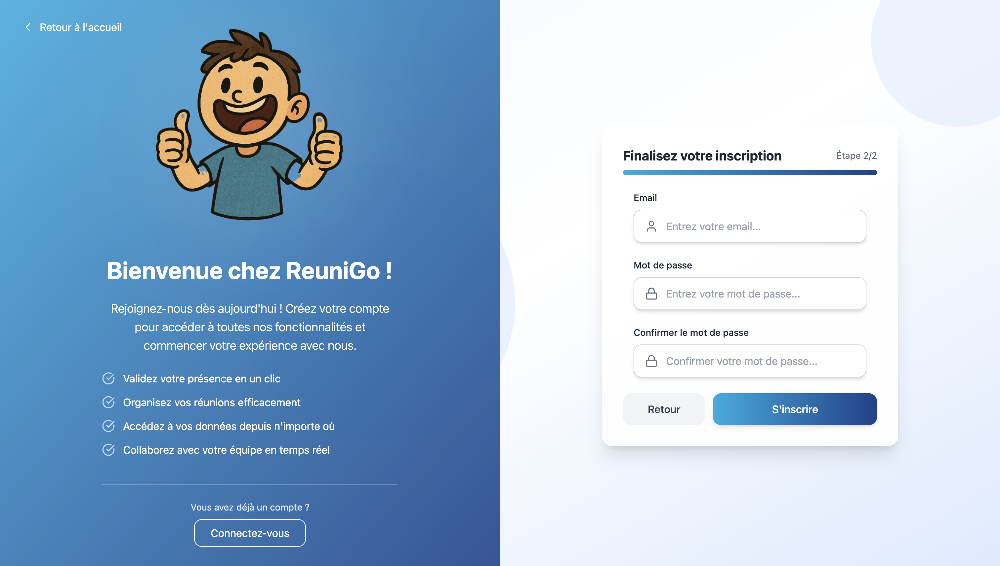 Retour à l'accueil
Bienvenue chez ReuniGo !
Rejoignez-nous dès aujourd'hui ! Créez votre compte
pour accéder à toutes nos fonctionnalités et
commencer votre expérience avec nous.
Validez votre présence en un clic
Organisez vos réunions efficacement
Accédez à vos données depuis n'importe où
Collaborez avec votre équipe en temps réel
Vous avez déjà un compte ?
Connectez-vous
Finalisez votre inscription
Étape 2/2
Email
Entrez votre email...
Mot de passe
Entrez votre mot de passe...
Confirmer le mot de passe
Confirmer votre mot de passe...
Retour
S'inscrire